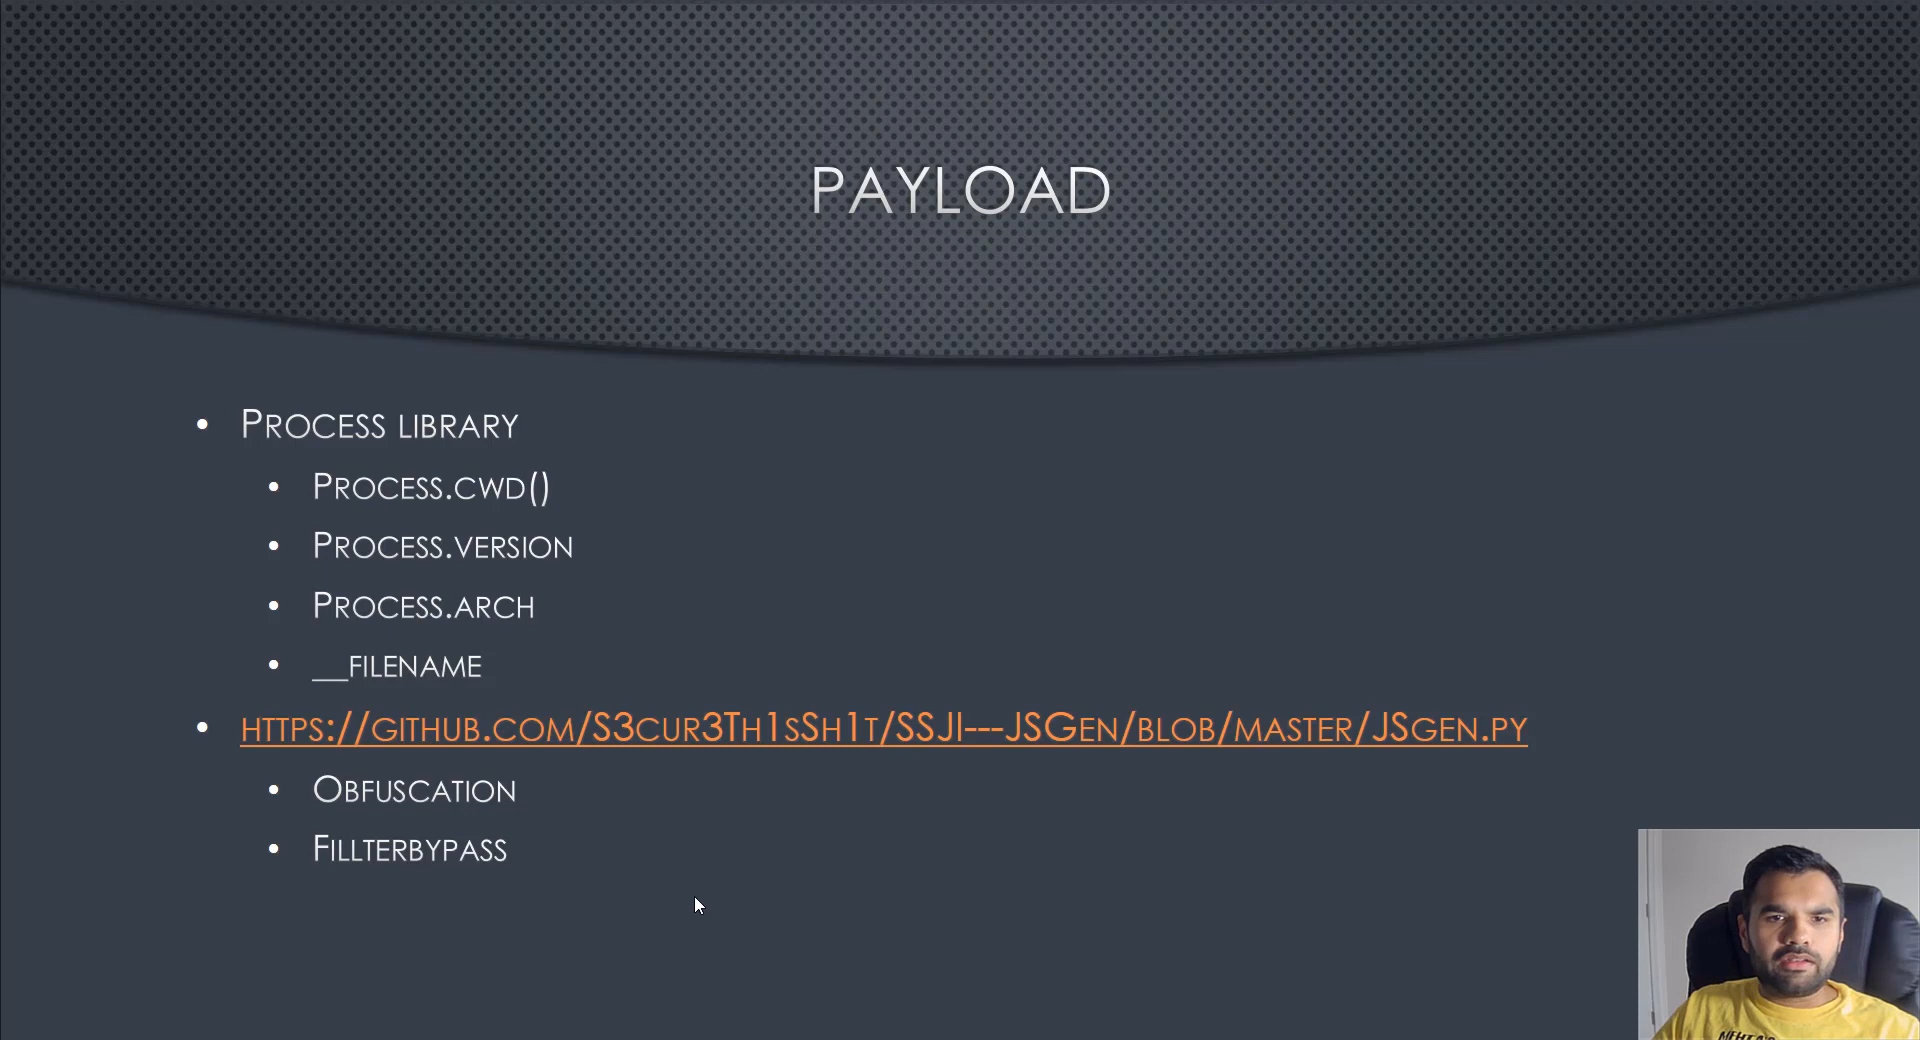 PAYLOAD
• PROCESS LIBRARY
• PROCESS.CWD()
• PROCESS.VERSION
• PROCESS.ARCH
• __FILENAME
• HTTPS://GITHUB.COM/S3CUR3TH1SSH1T/SSJI---JSGEN/BLOB/MASTER/JSGEN.PY
• OBFUSCATION
• FILLTERBYPASS